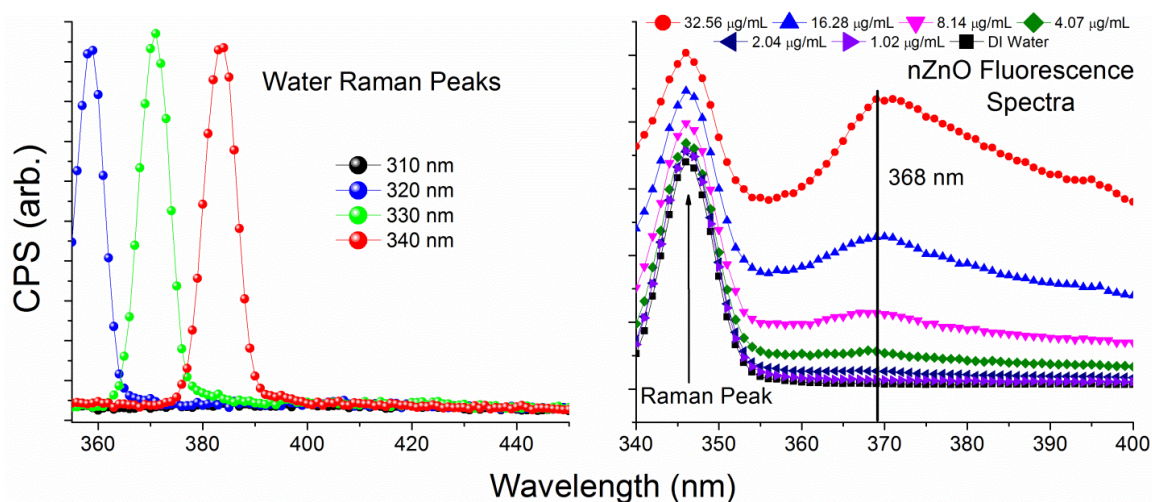 CPS (arb.)
Water Raman Peaks
310 nm
320 nm
330 nm
340 nm
360 380 400 420 440
32.56 µg/mL 16.28 µg/mL 8.14 µg/mL 4.07 µg/mL
2.04 µg/mL 1.02 µg/mL DI Water
nZnO Fluorescence
Spectra
368 nm
Raman Peak
340 350 360 370 380 390 400
Wavelength (nm)